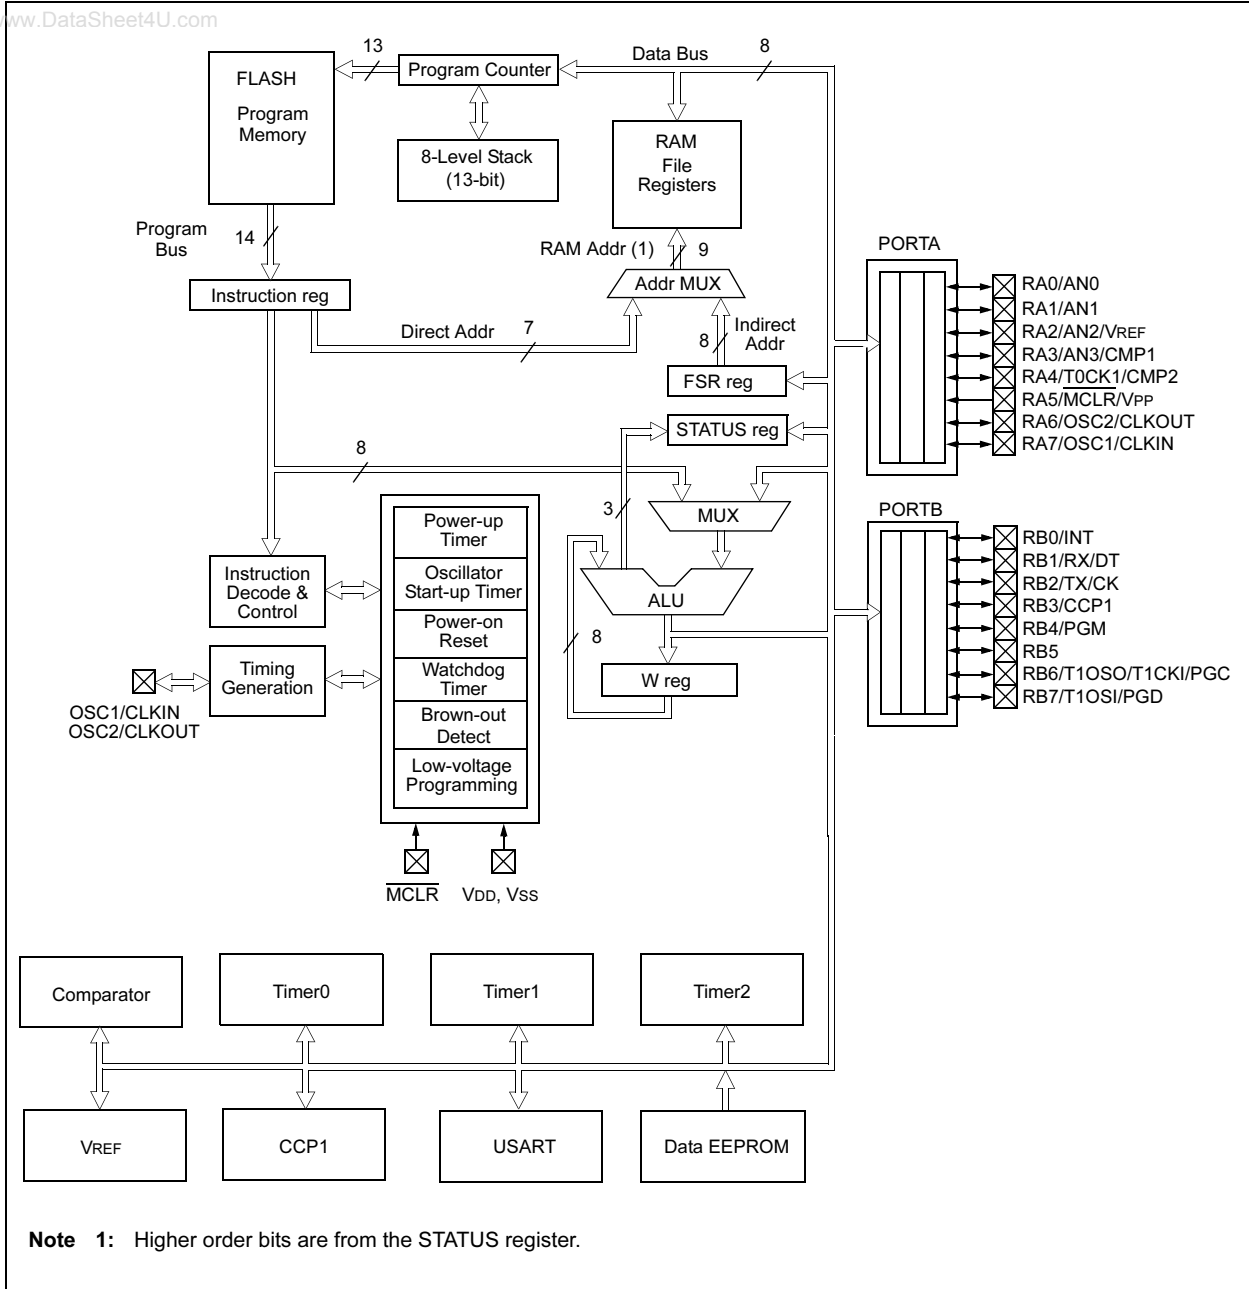 www.DataSheet4U.com
13
Data Bus
8
FLASH
Program
Memory
Program Counter
8-Level Stack
(13-bit)
RAM
File
Registers
Program
Bus
14
RAM Addr (1)
9
Addr MUX
Instruction reg
Direct Addr
7
8
Indirect
Addr
FSR reg
STATUS reg
8
3
MUX
ALU
8
W reg
Power-up
Timer
Oscillator
Start-up Timer
Power-on
Reset
Watchdog
Timer
Brown-out
Detect
Low-voltage
Programming
Instruction
Decode &
Control
Timing
Generation
OSC1/CLKIN
OSC2/CLKOUT
MCLR
VDD, VSS
PORTA
RA0/AN0
RA1/AN1
RA2/AN2/VREF
RA3/AN3/CMP1
RA4/T0CK1/CMP2
RA5/MCLR/VPP
RA6/OSC2/CLKOUT
RA7/OSC1/CLKIN
PORTB
RB0/INT
RB1/RX/DT
RB2/TX/CK
RB3/CCP1
RB4/PGM
RB5
RB6/T1OSO/T1CKI/PGC
RB7/T1OSI/PGD
Comparator
Timer0
Timer1
Timer2
VREF
CCP1
USART
Data EEPROM
Note 1: Higher order bits are from the STATUS register.